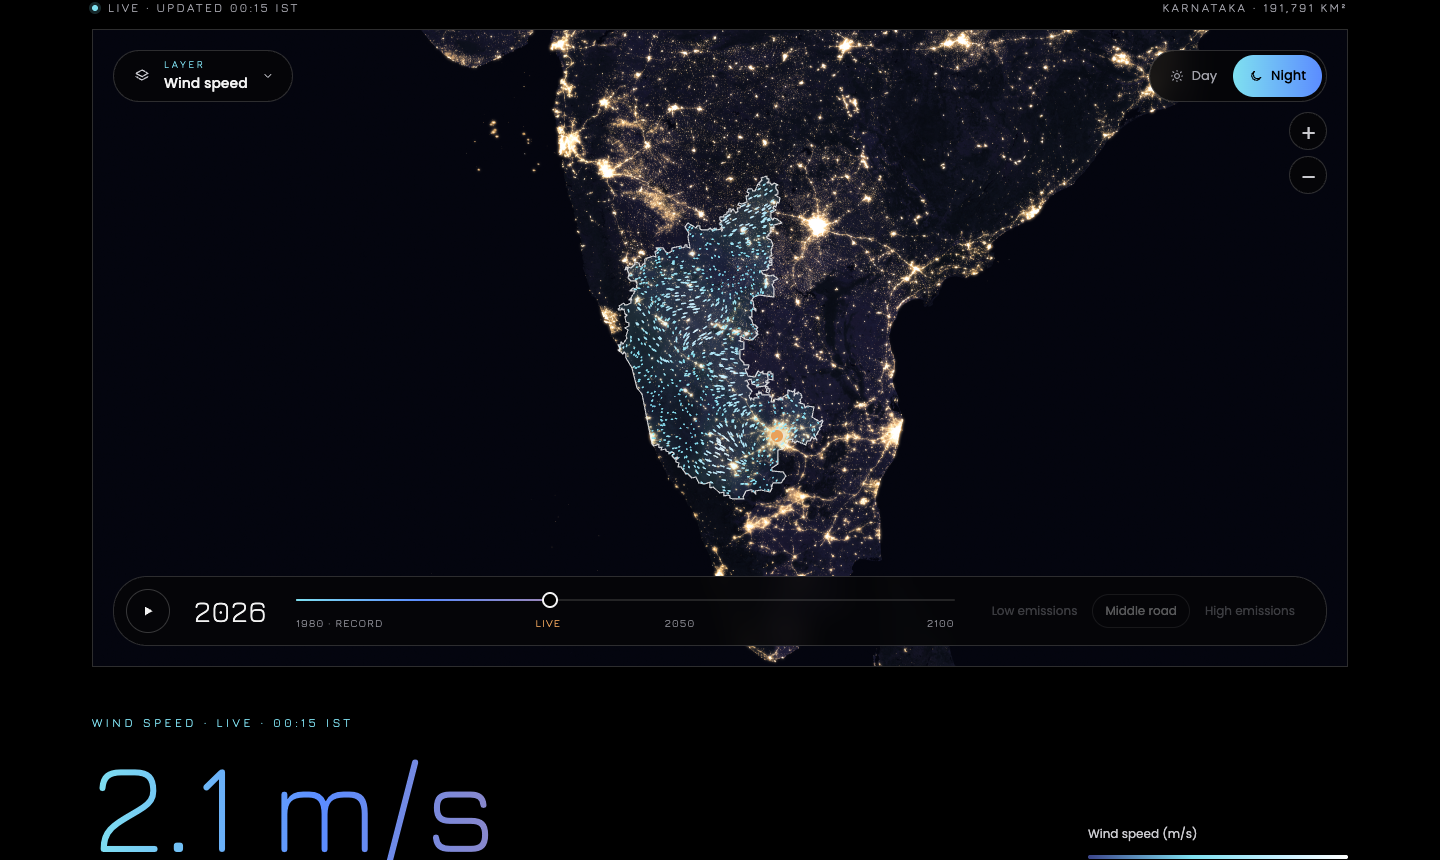 LIVE · UPDATED 00:15 IST
KARNATAKA · 191,791 KM²
LAYER
Wind speed
Day
Night
+
−
2026
1980 · RECORD
LIVE
2050
2100
Low emissions
Middle road
High emissions
WIND SPEED · LIVE · 00:15 IST
2.1 m/s
Wind speed (m/s)